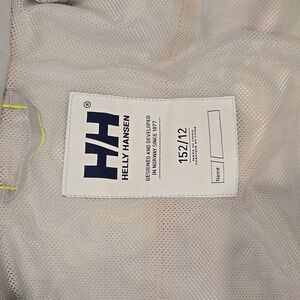 HH®
HELLY HANSEN
DESIGNED AND DEVELOPED
IN NORWAY SINCE 1877
152/12
Name